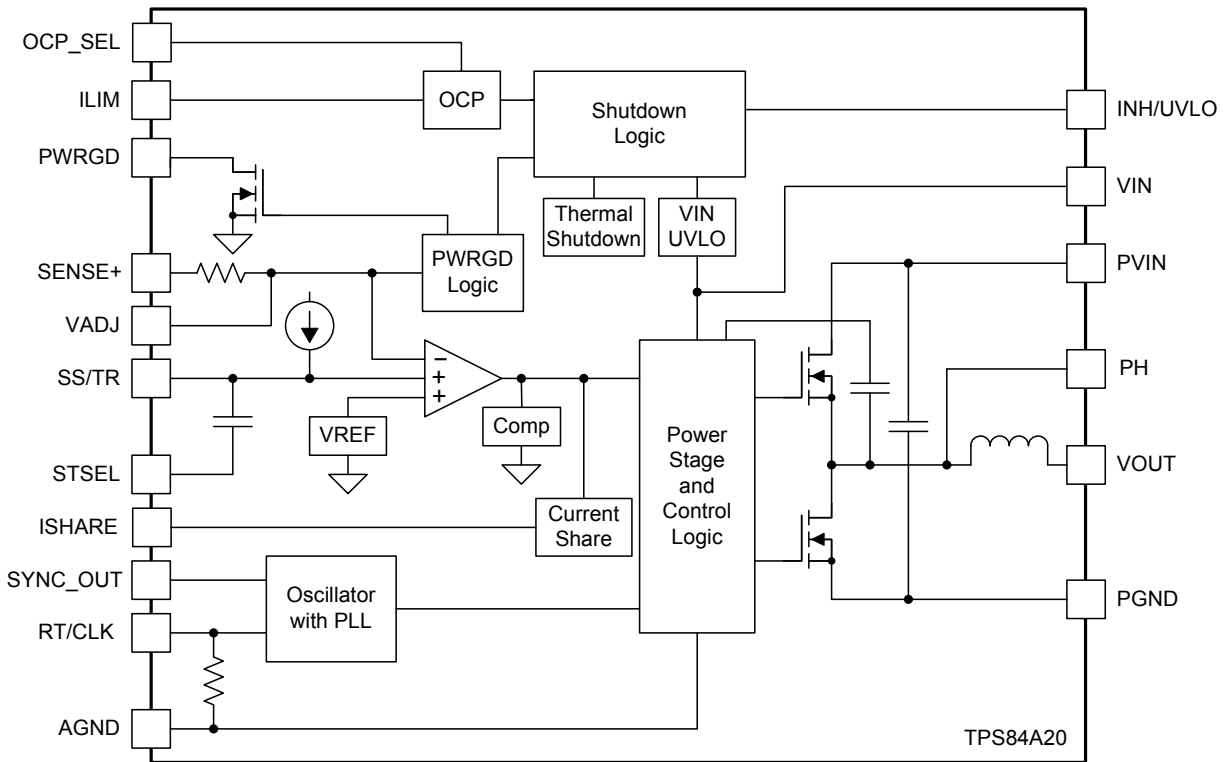 OCP_SEL
ILIM
PWRGD
SENSE+
VADJ
SS/TR
STSEL
ISHARE
SYNC_OUT
RT/CLK
AGND
OCP
Shutdown
Logic
Thermal
Shutdown
VIN
UVLO
PWRGD
Logic
VREF
Comp
Current
Share
Oscillator
with PLL
Power
Stage
and
Control
Logic
−
+
+
INH/UVLO
VIN
PVIN
PH
VOUT
PGND
TPS84A20